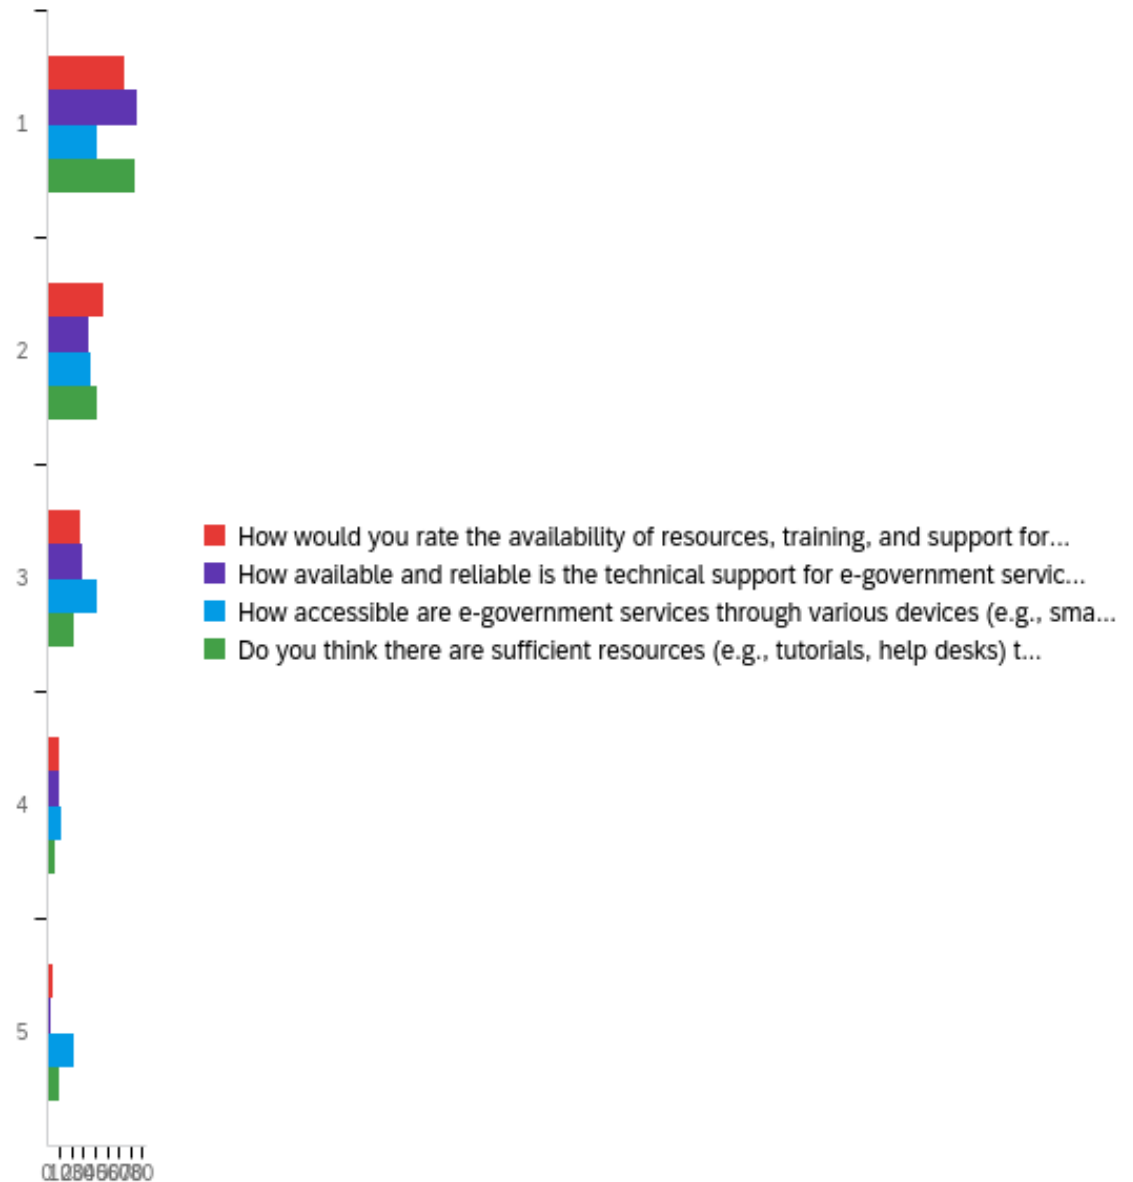 1
2
3
How would you rate the availability of resources, training, and support for...
How available and reliable is the technical support for e-government servic...
How accessible are e-government services through various devices (e.g., sma...
Do you think there are sufficient resources (e.g., tutorials, help desks) t...
4
5